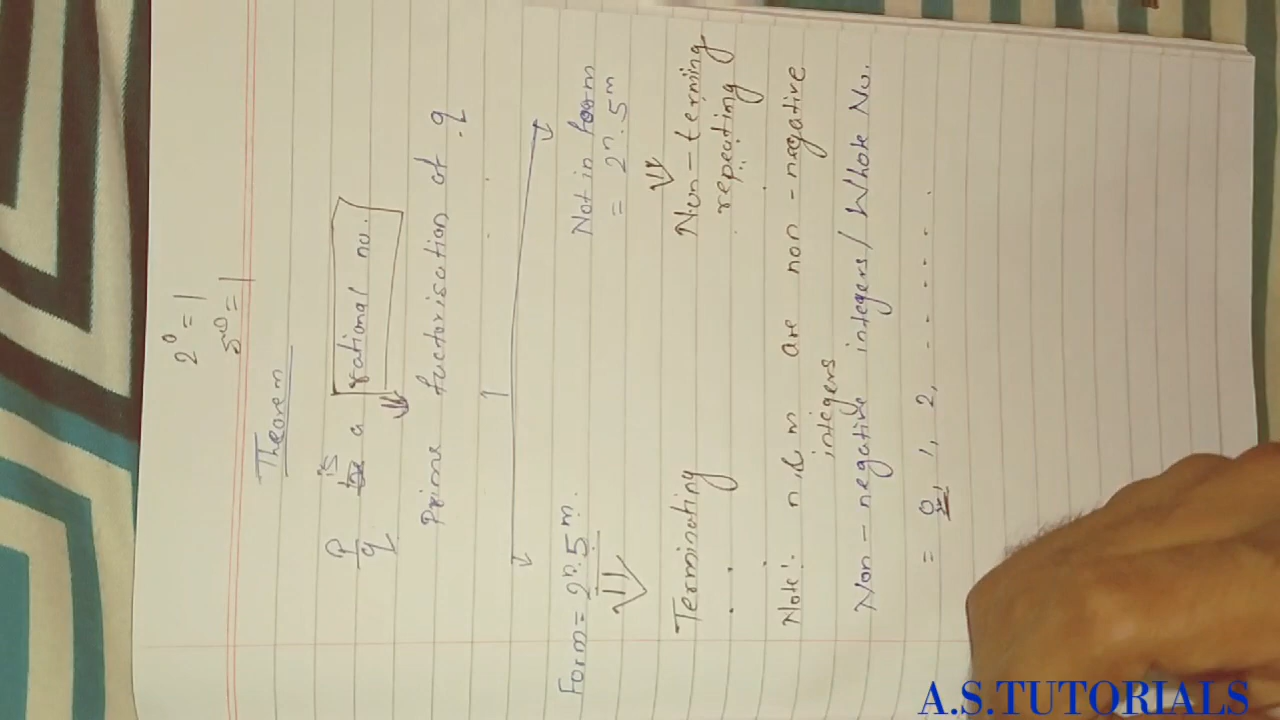 2⁰ = 1
5⁰ = 1
Theorem
p/q is a rational no.
Prime factorisation of q
Form = 2ⁿ. 5ᵐ.
Not in form
= 2ⁿ. 5ᵐ
Terminating
Non-terming
repeating
Note: n & m are non-negative
integers
Non-negative integers/Whole No.
= 0, 1, 2, - - - - - -
A.S.TUTORIALS